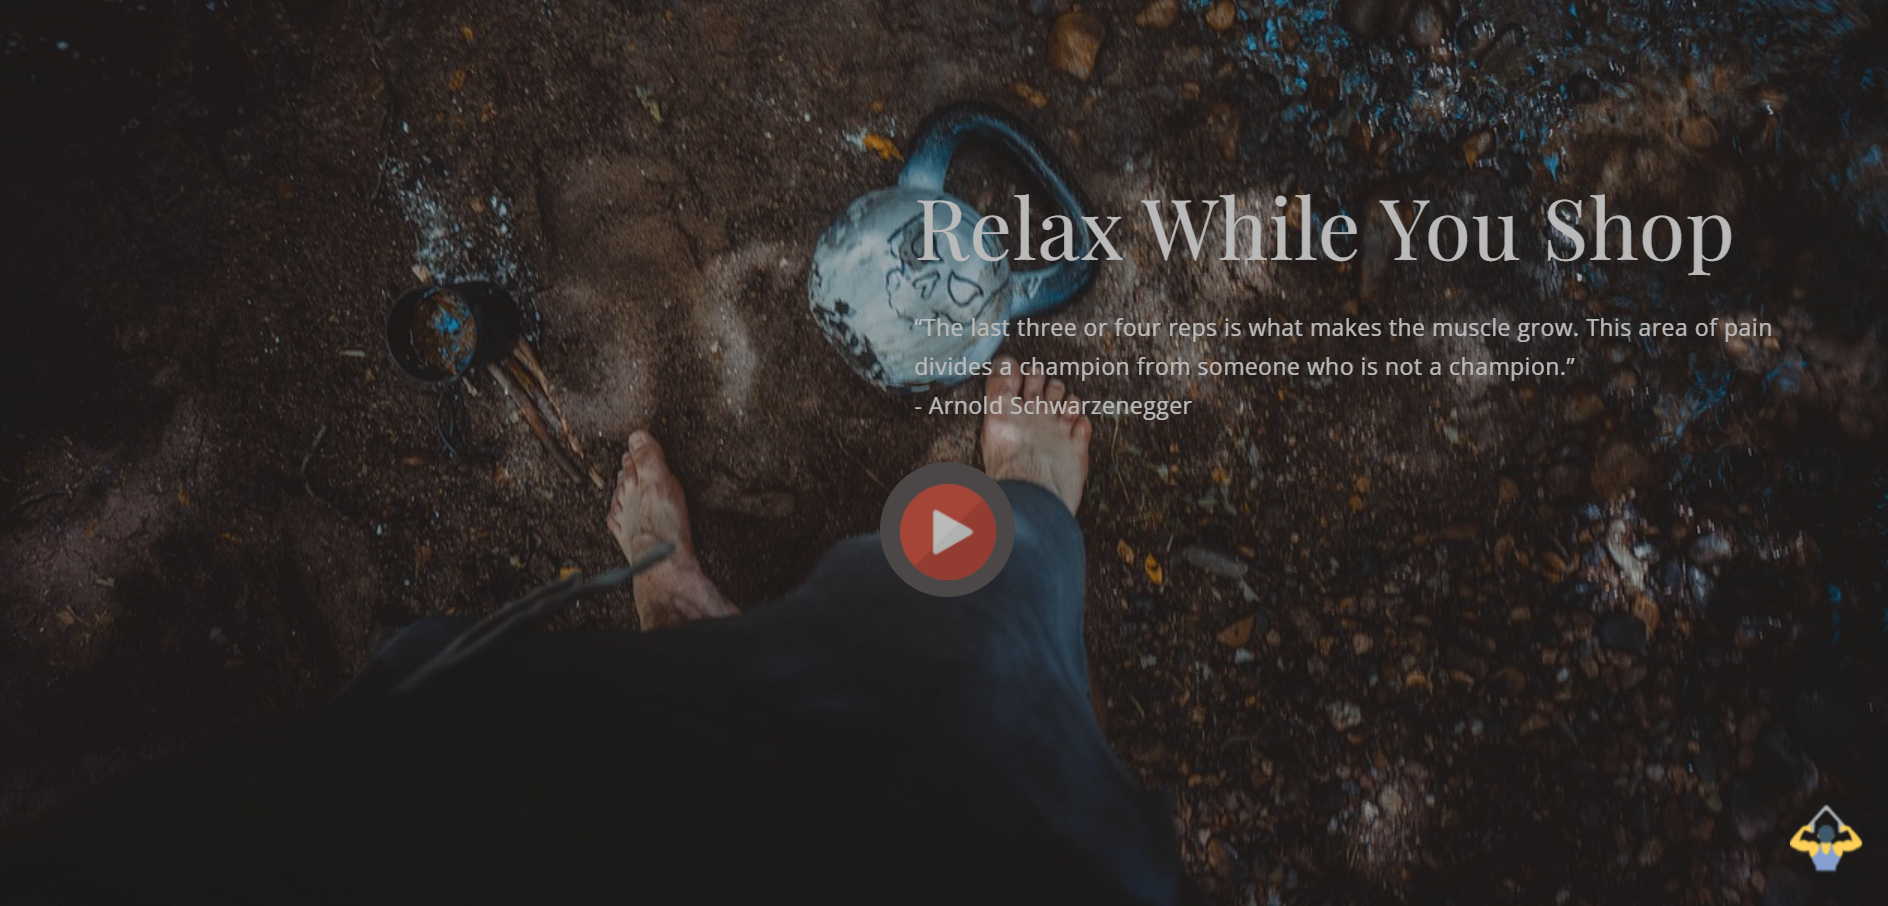 Relax While You Shop
“The last three or four reps is what makes the muscle grow. This area of pain
divides a champion from someone who is not a champion.”
- Arnold Schwarzenegger